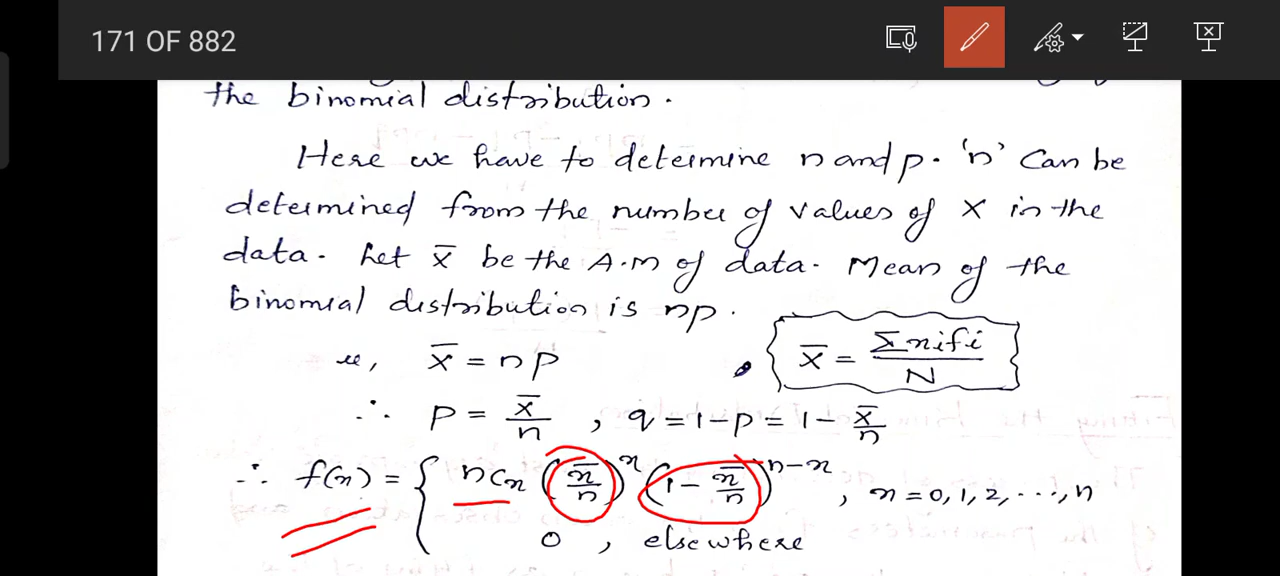 171 OF 882
the binomial distribution.
Here we have to determine n and p. 'n' can be
determined from the number of values of X in the
data. Let x̄ be the A.M of data. Mean of the
binomial distribution is np.
ie, x̄ = np
x̄ = Σxifi/N
∴ p = x̄/n , q = 1-p = 1 - x̄/n
∴ f(x) = { nCx (x̄/n)^x (1 - x̄/n)^n-x , x = 0, 1, 2, ..., n
0 , elsewhere